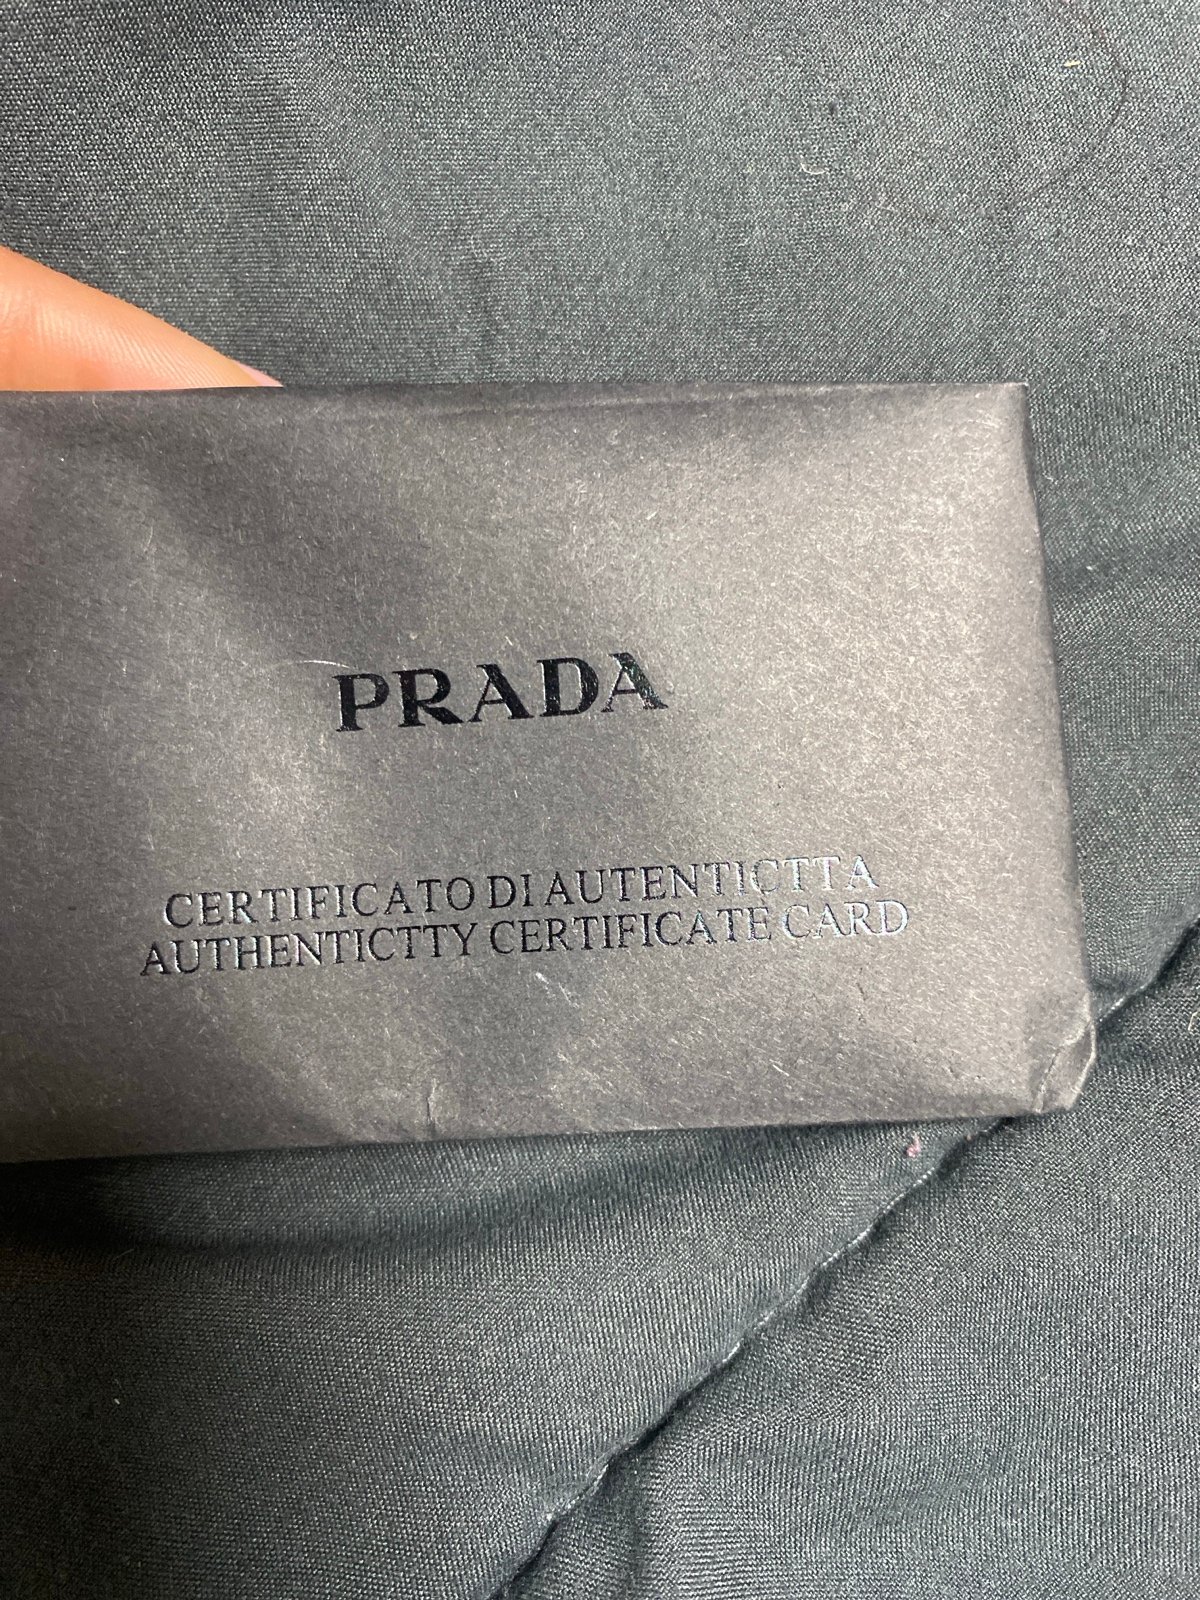 PRADA
CERTIFICATO DI AUTENTICTTA
AUTHENTICTTY CERTIFICATE CARD